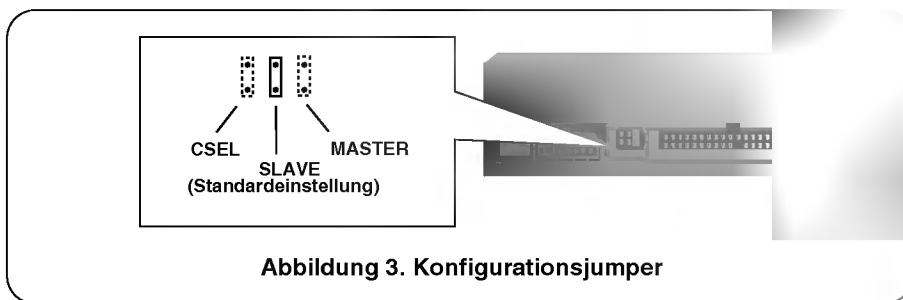 CSEL
MASTER
SLAVE
(Standardeinstellung)
Abbildung 3. Konfigurationsjumper